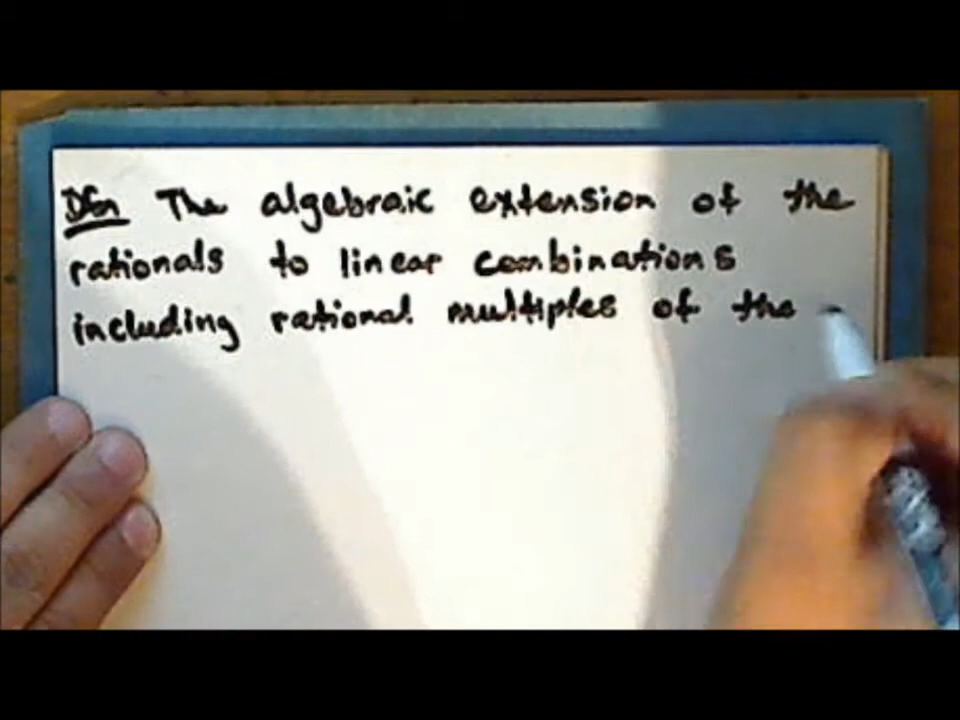 Dfn The algebraic extension of the
rationals to linear combinations
including rational multiples of the